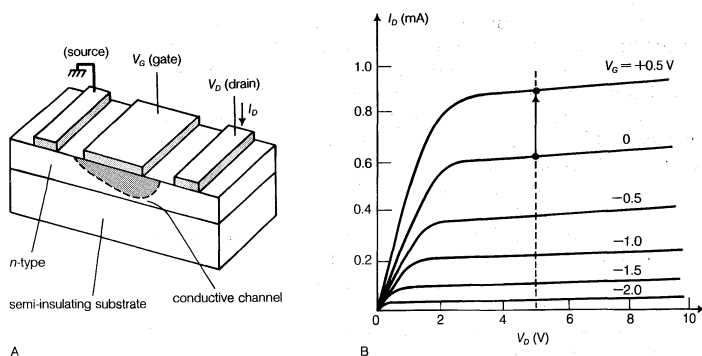 (source)
V_G (gate)
V_D (drain)
I_D
n-type
semi-insulating substrate
conductive channel
A
I_D (mA)
V_G = +0.5 V
1.0
0.8
0
0.6
0.4
−0.5
−1.0
0.2
−1.5
−2.0
0 2 4 6 8 10
V_D (V)
B